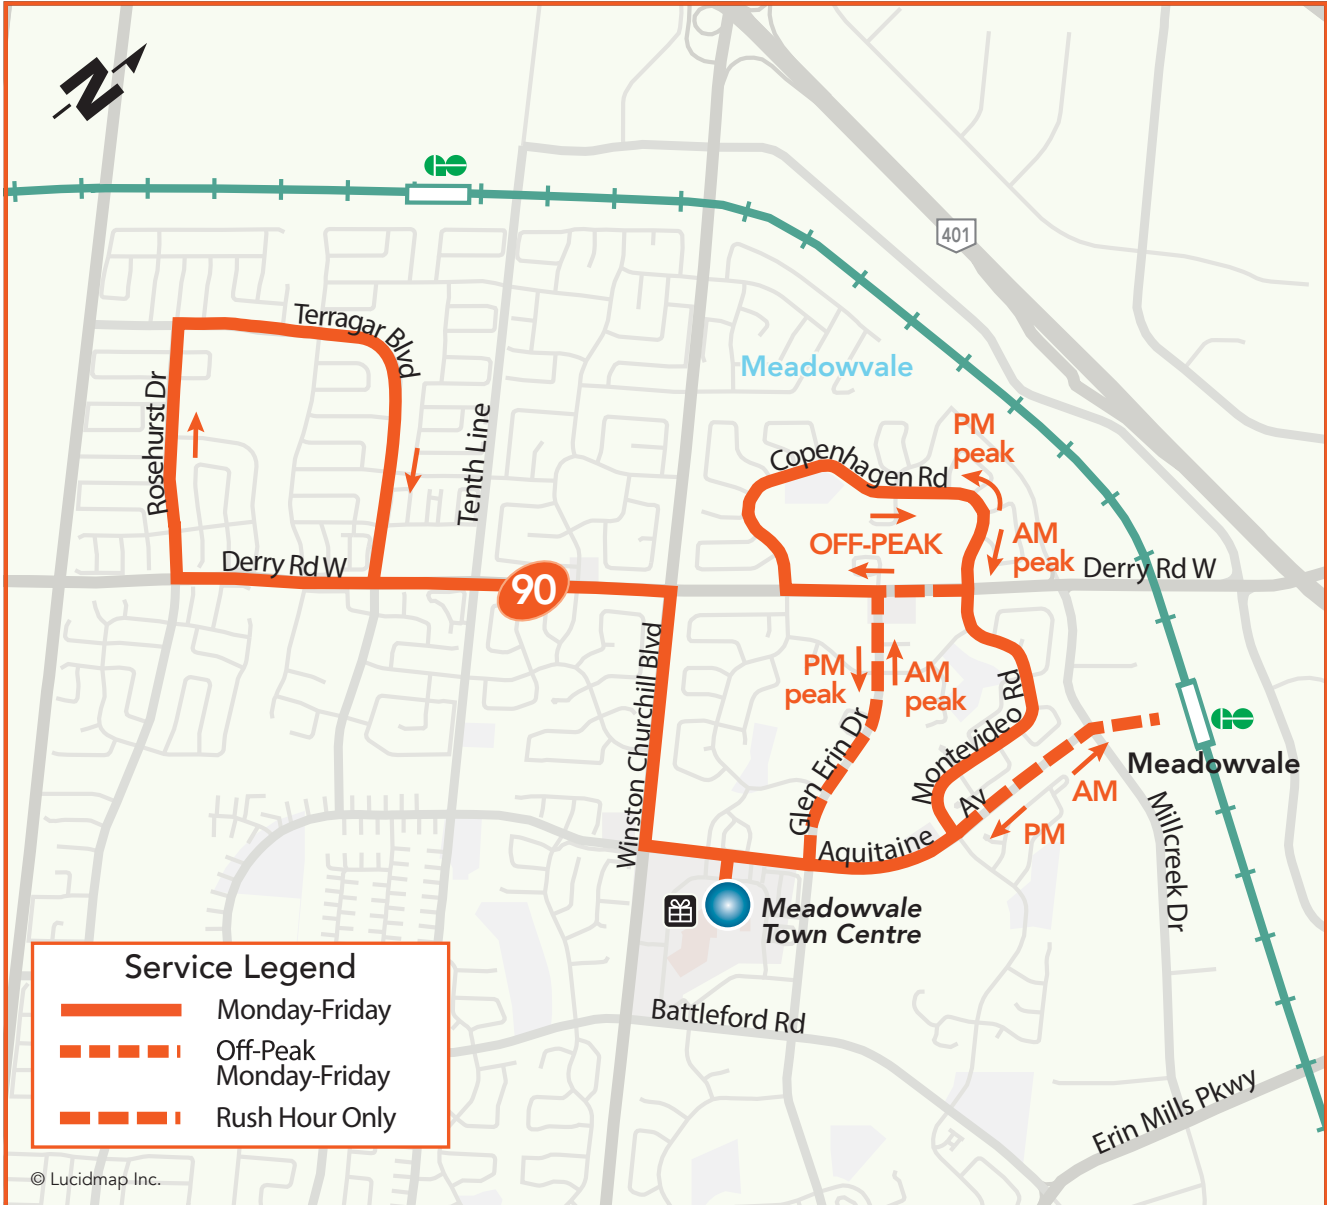 N
GO
401
Terragar Blvd
Meadowvale
Rosehurst Dr
Tenth Line
PM
peak
Copenhagen Rd
OFF-PEAK
AM
peak
Derry Rd W
Derry Rd W
90
Winston Churchill Blvd
PM
peak
AM
peak
Glen Erin Dr
Montevideo Rd
GO
Meadowvale
AM
PM
Aquitaine Av
Millcreek Dr
Meadowvale
Town Centre
Battleford Rd
Erin Mills Pkwy
Service Legend
Monday-Friday
Off-Peak
Monday-Friday
Rush Hour Only
© Lucidmap Inc.